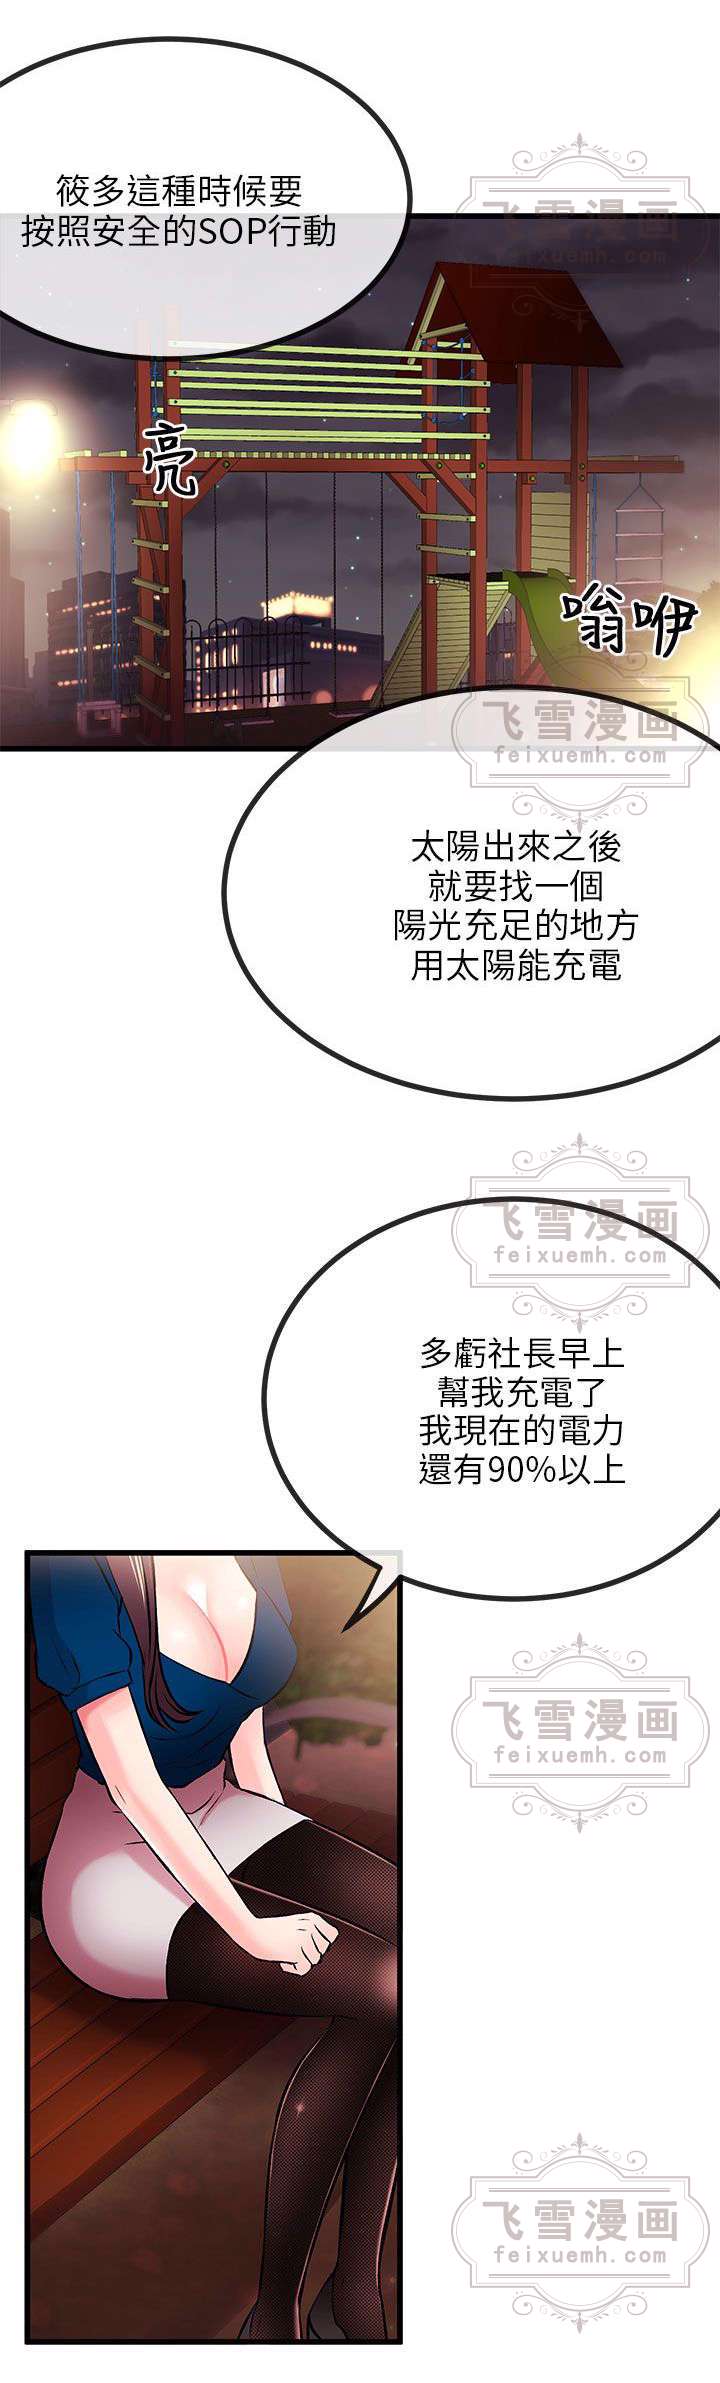 筱多這種時候要
按照安全的SOP行動
飞雪漫画
feixuemh.com
亮
嗡咿
飞雪漫画
feixuemh.com
太陽出來之後
就要找一個
陽光充足的地方
用太陽能充電
飞雪漫画
feixuemh.com
多虧社長早上
幫我充電了
我現在的電力
還有90%以上
飞雪漫画
feixuemh.com
飞雪漫画
feixuemh.com